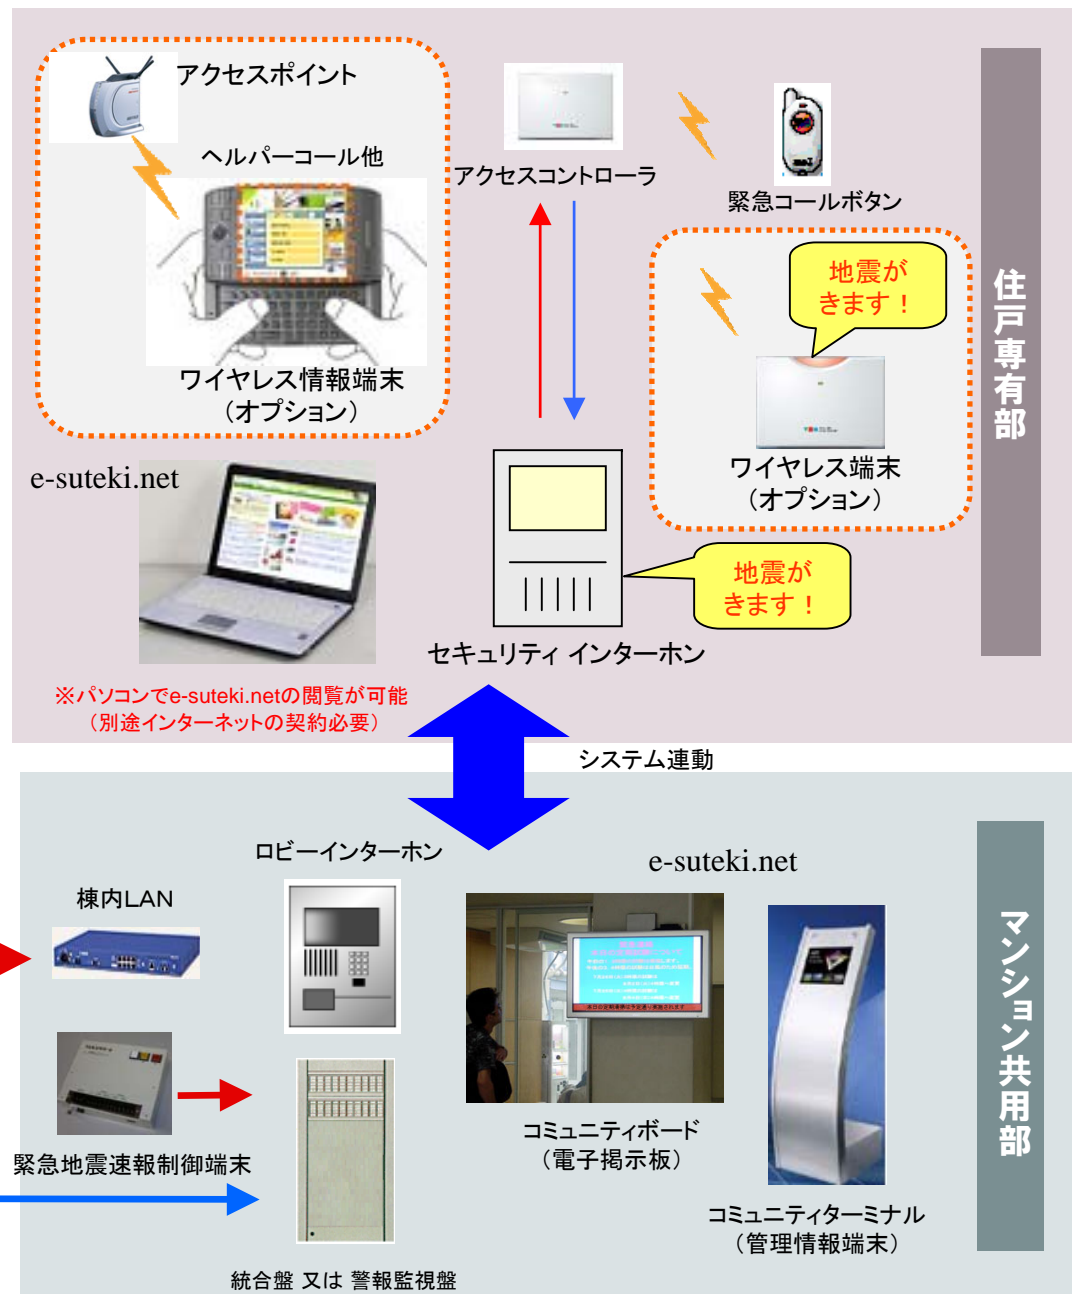 アクセスポイント
ヘルパーコール他
ワイヤレス情報端末
（オプション）
アクセスコントローラ
緊急コールボタン
地震が
きます！
ワイヤレス端末
（オプション）
住戸専有部
e-suteki.net
地震が
きます！
セキュリティ インターホン
※パソコンでe-suteki.netの閲覧が可能
（別途インターネットの契約必要）
システム連動
ロビーインターホン
e-suteki.net
棟内LAN
マンション共用部
緊急地震速報制御端末
コミュニティボード
（電子掲示板）
コミュニティターミナル
（管理情報端末）
統合盤 又は 警報監視盤